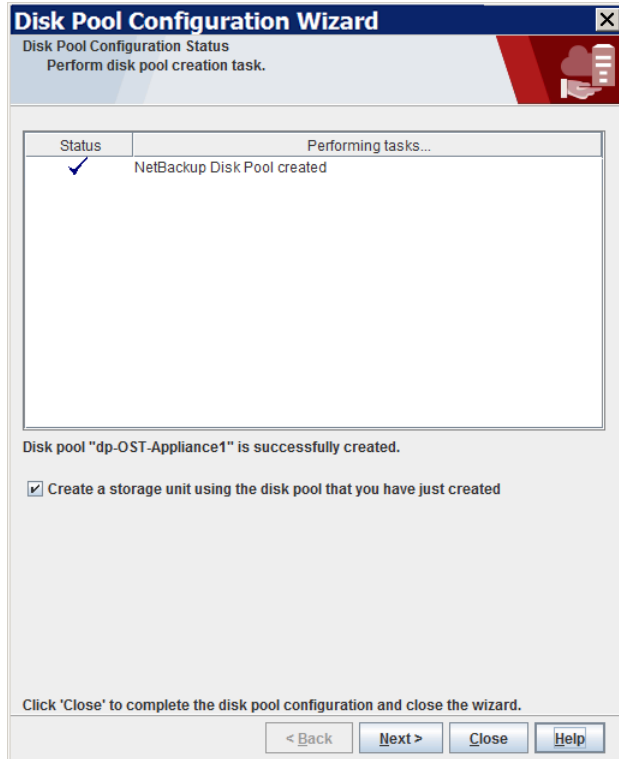 Disk Pool Configuration Wizard
Disk Pool Configuration Status
Perform disk pool creation task.
Status Performing tasks...
NetBackup Disk Pool created
Disk pool "dp-OST-Appliance1" is successfully created.
Create a storage unit using the disk pool that you have just created
Click 'Close' to complete the disk pool configuration and close the wizard.
< Back Next > Close Help